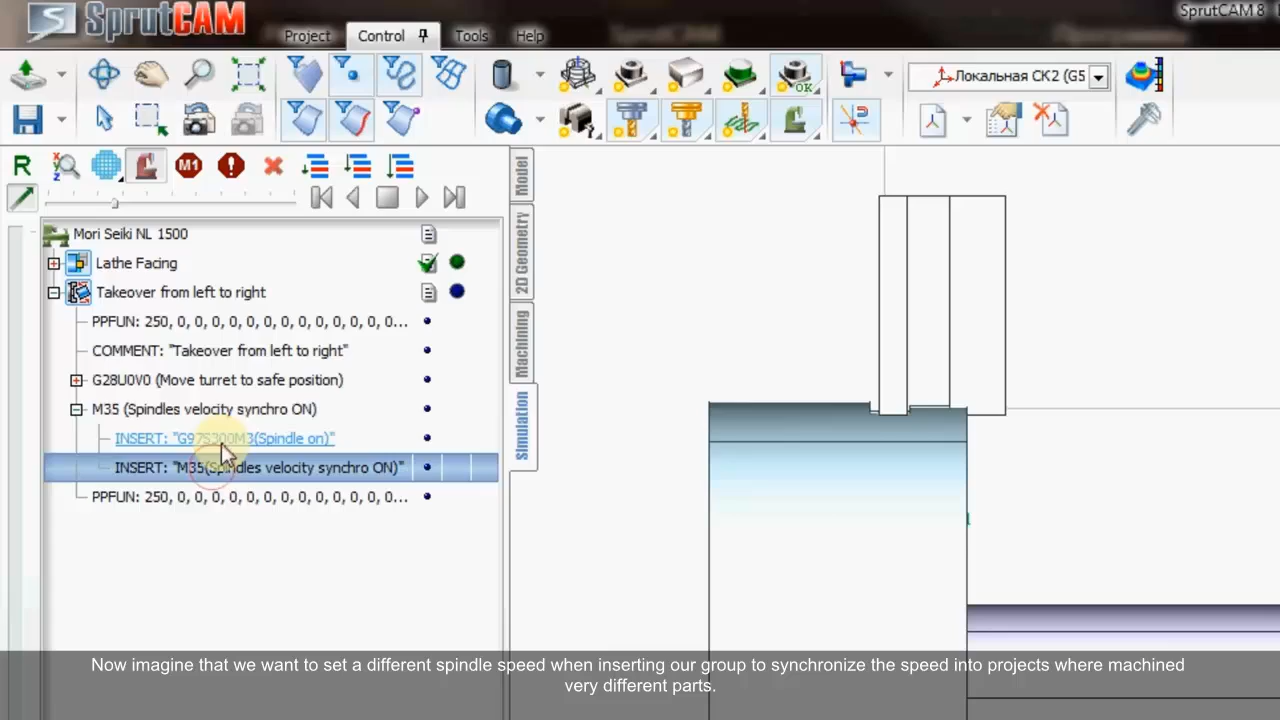 SprutCAM
SprutCAM 8
Project
Control
Tools
Help
OK
Локальная СК2 (G5
R
M1
Model
2D Geometry
Machining
Simulation
Mori Seiki NL 1500
Lathe Facing
Takeover from left to right
PPFUN: 250, 0, 0, 0, 0, 0, 0, 0, 0, 0, 0, 0, 0, 0...
COMMENT: "Takeover from left to right"
G28U0V0 (Move turret to safe position)
M35 (Spindles velocity synchro ON)
INSERT: "G97S300M3(Spindle on)"
INSERT: "M35(Spindles velocity synchro ON)"
PPFUN: 250, 0, 0, 0, 0, 0, 0, 0, 0, 0, 0, 0, 0, 0...
Now imagine that we want to set a different spindle speed when inserting our group to synchronize the speed into projects where machined
very different parts.